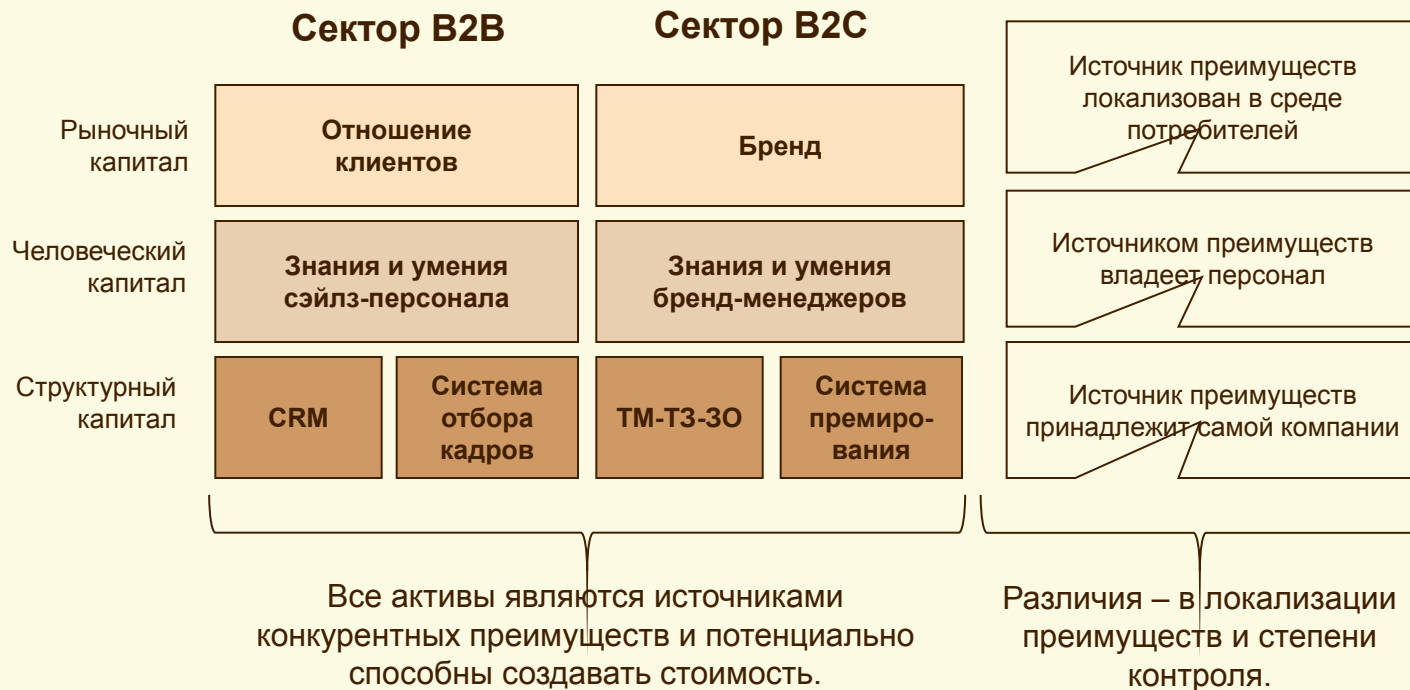 Сектор B2B
Сектор B2C
Рыночный
капитал
Отношение
клиентов
Бренд
Источник преимуществ
локализован в среде
потребителей
Человеческий
капитал
Знания и умения
сэйлз-персонала
Знания и умения
бренд-менеджеров
Источником преимуществ
владеет персонал
Структурный
капитал
CRM
Система
отбора
кадров
ТМ-ТЗ-ЗО
Система
премиро-
вания
Источник преимуществ
принадлежит самой компании
Все активы являются источниками
конкурентных преимуществ и потенциально
способны создавать стоимость.
Различия – в локализации
преимуществ и степени
контроля.